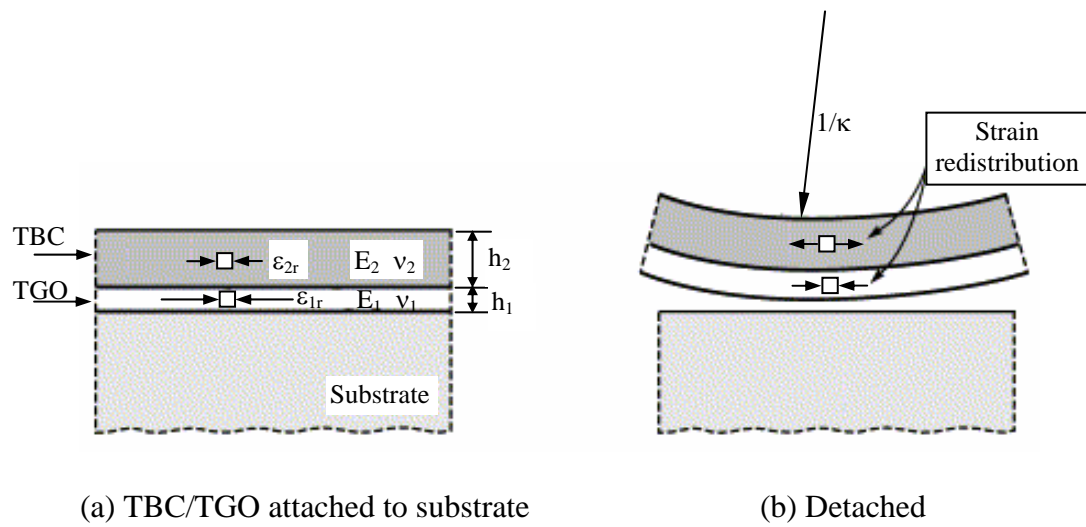 1/κ
Strain
redistribution
TBC
ε2r
E2 ν2
h2
TGO
ε1r
E1 ν1
h1
Substrate
(a) TBC/TGO attached to substrate
(b) Detached